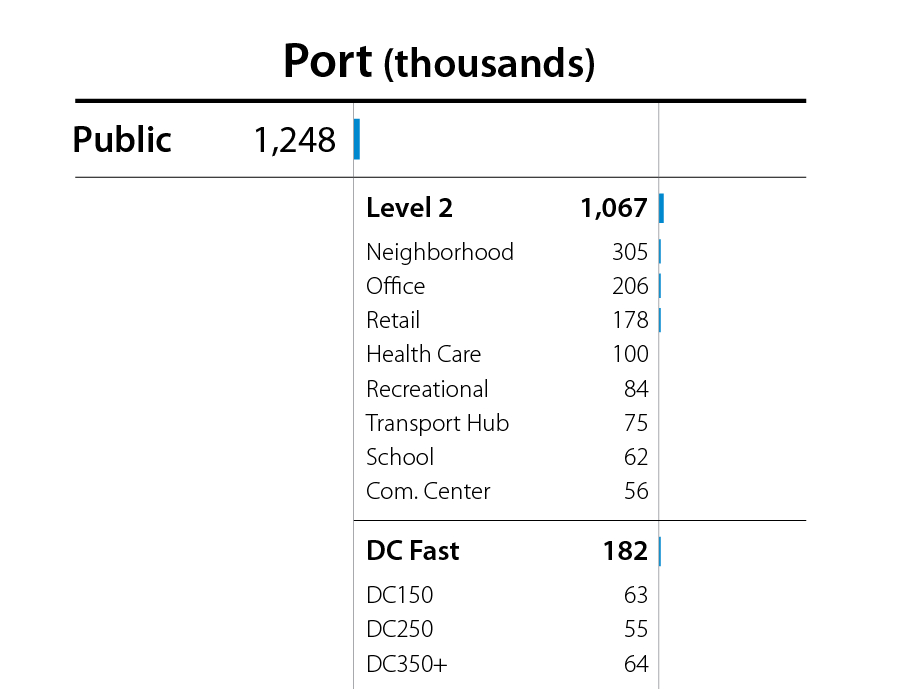 Port (thousands)
Public 1,248
Level 2 1,067
Neighborhood 305
Office 206
Retail 178
Health Care 100
Recreational 84
Transport Hub 75
School 62
Com. Center 56
DC Fast 182
DC150 63
DC250 55
DC350+ 64